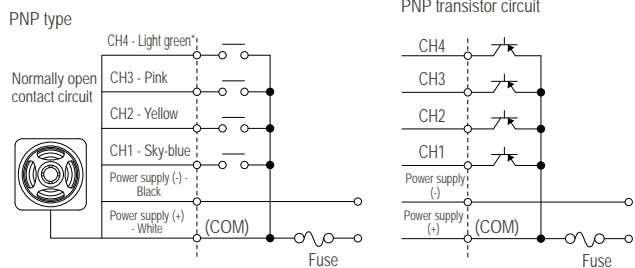 PNP type
CH4 - Light green*
Normally open
contact circuit
CH3 - Pink
CH2 - Yellow
CH1 - Sky-blue
Power supply (-) -
Black
Power supply (+)
- White
(COM)
Fuse
PNP transistor circuit
CH4
CH3
CH2
CH1
Power supply
(-)
Power supply
(+)
(COM)
Fuse